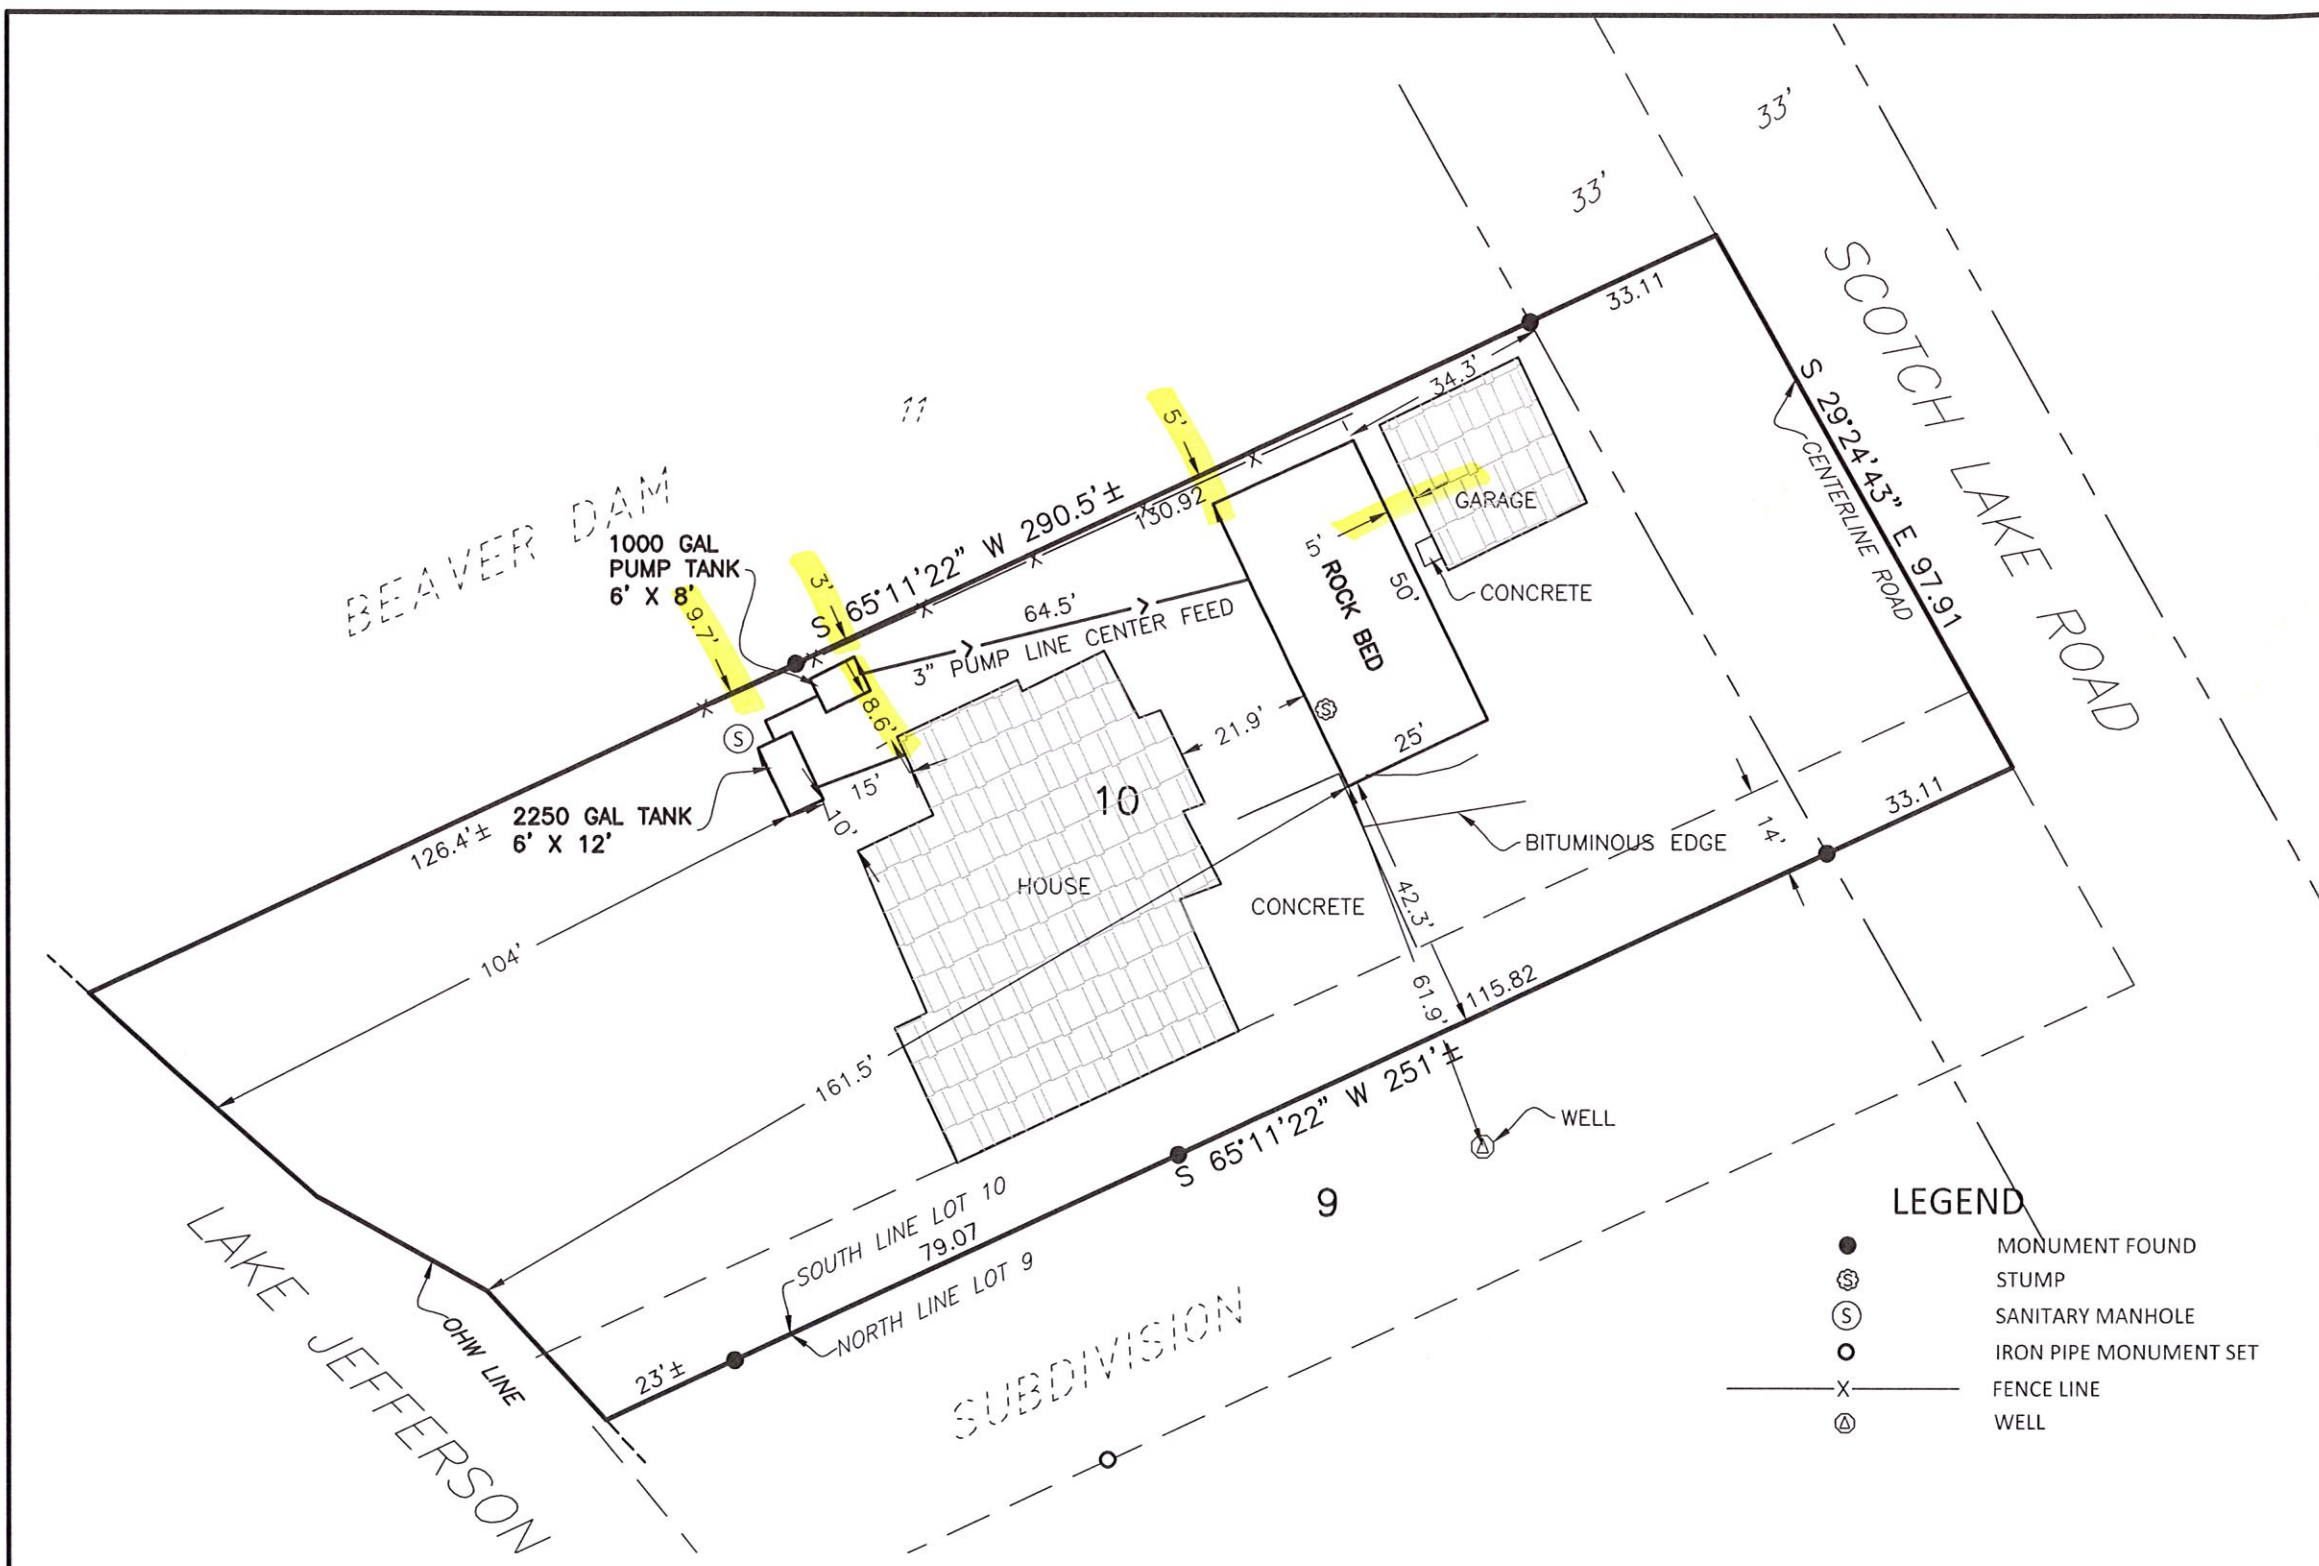 33'
33'
SCOTCH LAKE ROAD
33.11
S 29°24'43" E 97.91
CENTERLINE ROAD
34.3'
11
BEAVER DAM
5'
S 65°11'22" W 290.5'±
130.92
GARAGE
5'
ROCK BED
50'
CONCRETE
1000 GAL
PUMP TANK
6' X 8'
3'
9.7'
64.5'
3" PUMP LINE CENTER FEED
8.6'
21.9'
25'
S
S
15'
10'
10
2250 GAL TANK
6' X 12'
126.4'±
33.11
14'
BITUMINOUS EDGE
HOUSE
CONCRETE
42.3'
104'
61.9'
115.82
161.5'
S 65°11'22" W 251'±
WELL
9
SOUTH LINE LOT 10
79.07
NORTH LINE LOT 9
23'±
OHW LINE
LAKE JEFFERSON
SUBDIVISION
LEGEND
MONUMENT FOUND
S STUMP
S SANITARY MANHOLE
IRON PIPE MONUMENT SET
X FENCE LINE
WELL